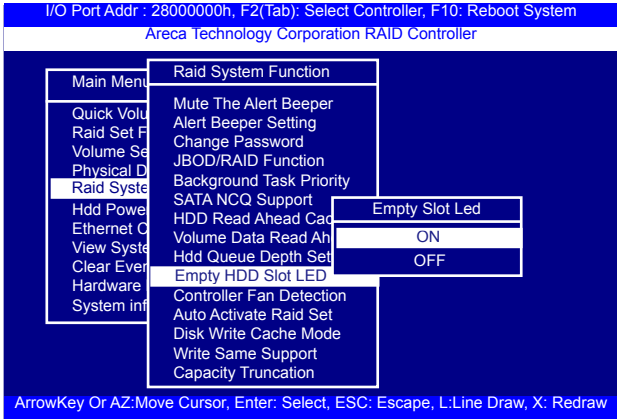 I/O Port Addr : 28000000h, F2(Tab): Select Controller, F10: Reboot System
Areca Technology Corporation RAID Controller
Main Menu
Quick Volu
Raid Set F
Volume Se
Physical D
Raid Syste
Hdd Powe
Ethernet C
View Syste
Clear Even
Hardware
System inf
Raid System Function
Mute The Alert Beeper
Alert Beeper Setting
Change Password
JBOD/RAID Function
Background Task Priority
SATA NCQ Support
HDD Read Ahead Cac
Volume Data Read Ah
Hdd Queue Depth Set
Empty HDD Slot LED
Controller Fan Detection
Auto Activate Raid Set
Disk Write Cache Mode
Write Same Support
Capacity Truncation
Empty Slot Led
ON
OFF
ArrowKey Or AZ:Move Cursor, Enter: Select, ESC: Escape, L:Line Draw, X: Redraw